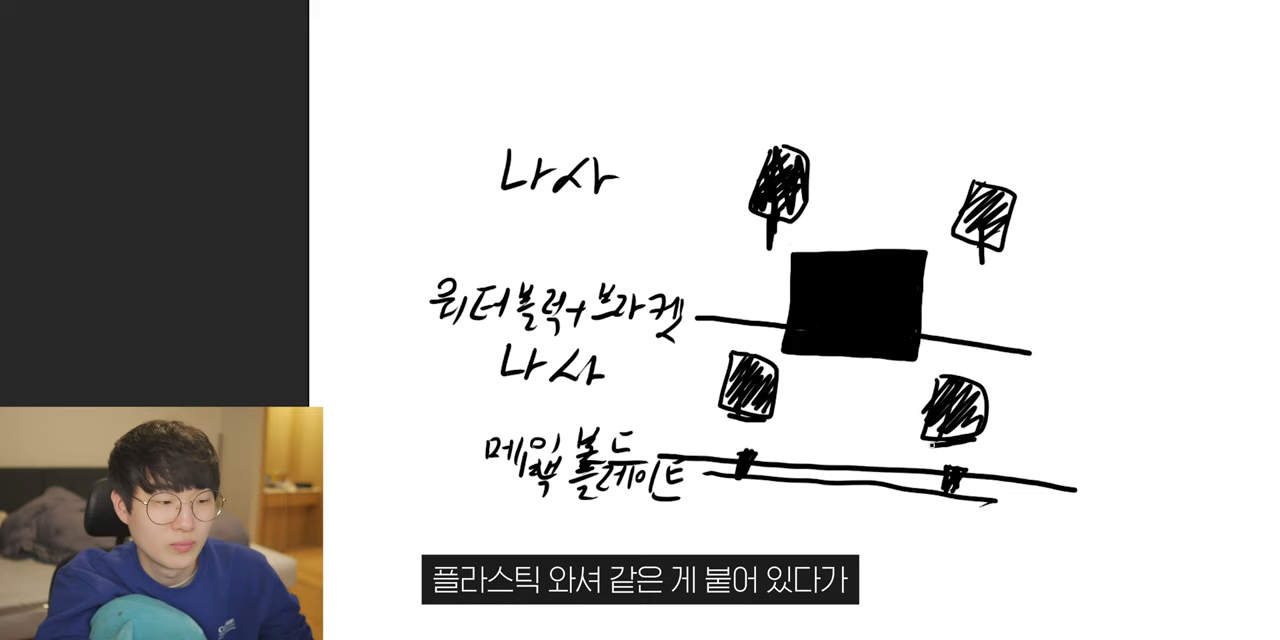 나사
워터블럭+브라켓
나사
메인 보드
백 플레이트
플라스틱 와셔 같은 게 붙어 있다가